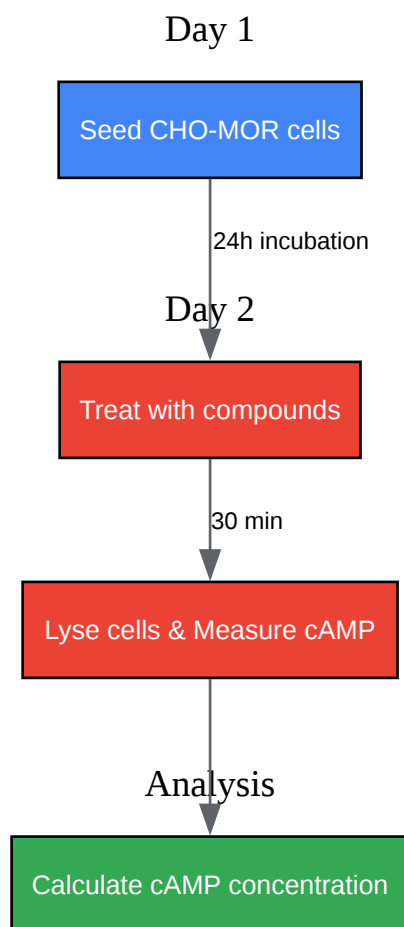 Day 1
Seed CHO-MOR cells
24h incubation
Day 2
Treat with compounds
30 min
Lyse cells & Measure cAMP
Analysis
Calculate cAMP concentration